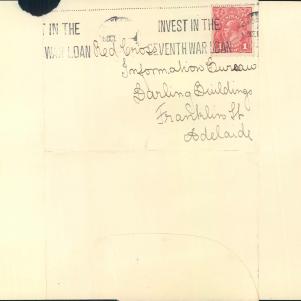 T IN THE
INVEST IN THE
WAR LOAN
SEVENTH WAR LOAN
Red Cross
Information Bureau
Darling Buildings
Franklin St
Adelaide